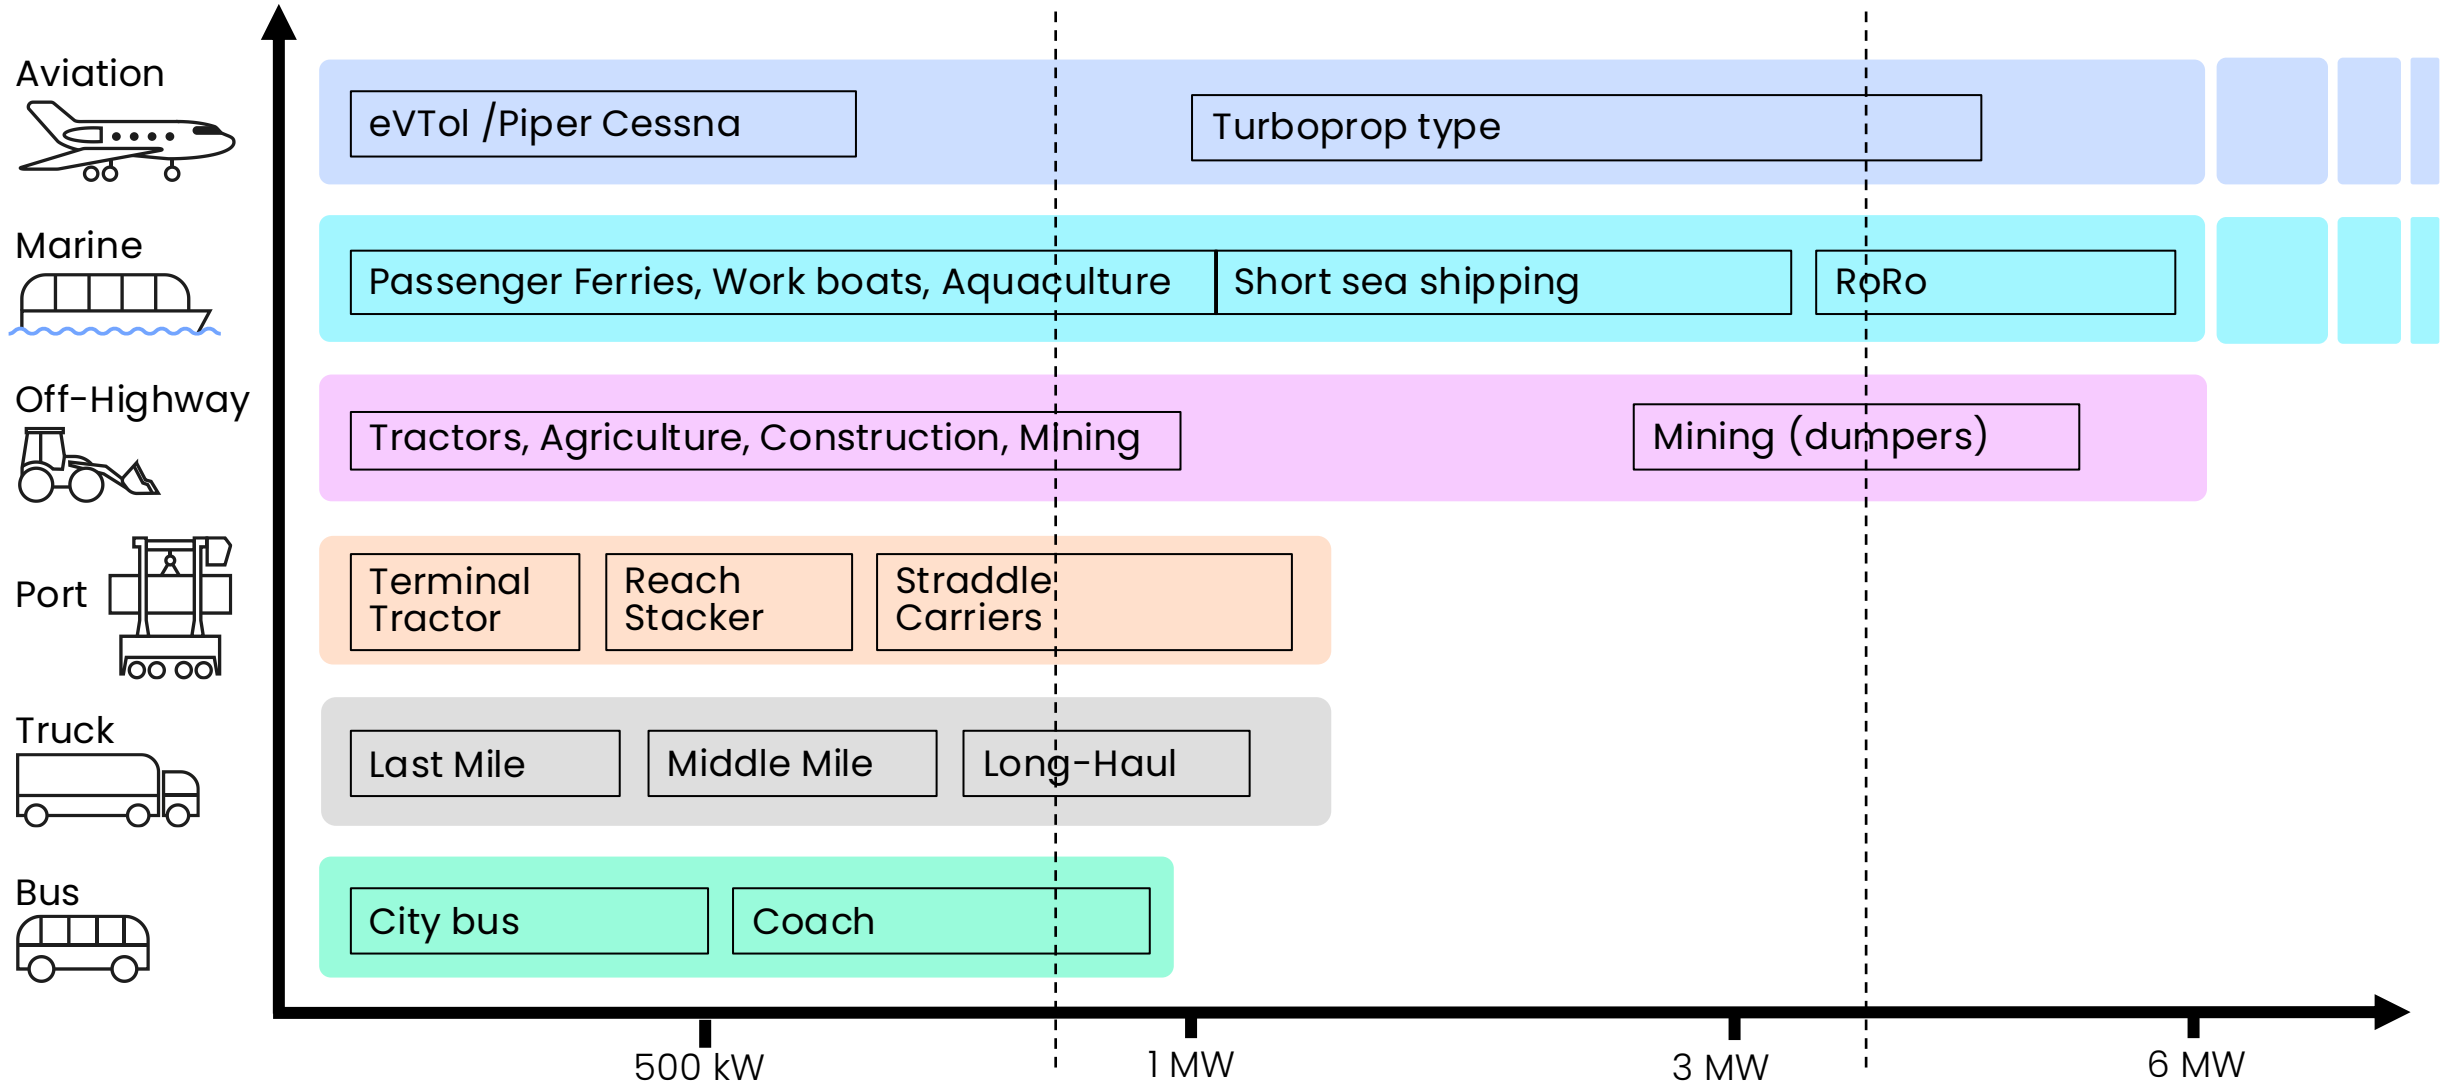 Aviation
eVTol /Piper Cessna
Turboprop type
Marine
Passenger Ferries, Work boats, Aquaculture
Short sea shipping
RoRo
Off-Highway
Tractors, Agriculture, Construction, Mining
Mining (dumpers)
Port
Terminal
Tractor
Reach
Stacker
Straddle
Carriers
Truck
Last Mile
Middle Mile
Long-Haul
Bus
City bus
Coach
500 kW
1 MW
3 MW
6 MW